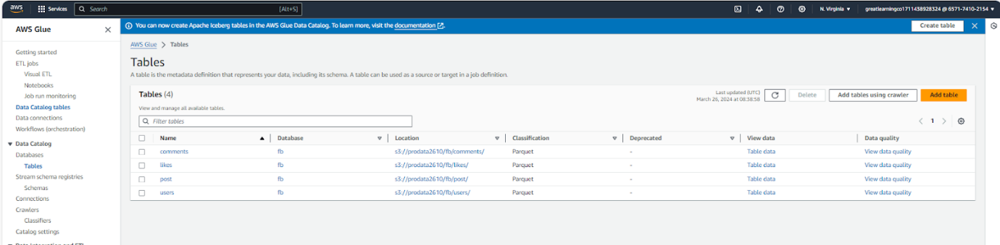 aws Services Search [Alt+S] N. Virginia greatlearningco1711438928324 @ 6571-7410-2154
AWS Glue
You can now create Apache Iceberg tables in the AWS Glue Data Catalog. To learn more, visit the documentation. Create table
Getting started
ETL jobs
Visual ETL
Notebooks
Job run monitoring
Data Catalog tables
Data connections
Workflows (orchestration)
Data Catalog
Databases
Tables
Stream schema registries
Schemas
Connections
Crawlers
Classifiers
Catalog settings
Data Integration and ETL
AWS Glue > Tables
Tables
A table is the metadata definition that represents your data, including its schema. A table can be used as a source or target in a job definition.
Tables (4)
View and manage all available tables.
Last updated (UTC)
March 26, 2024 at 08:38:58
Delete Add tables using crawler Add table
Filter tables
1
Name Database Location Classification Deprecated View data Data quality
comments fb s3://prodata2610/fb/comments/ Parquet - Table data View data quality
likes fb s3://prodata2610/fb/likes/ Parquet - Table data View data quality
post fb s3://prodata2610/fb/post/ Parquet - Table data View data quality
users fb s3://prodata2610/fb/users/ Parquet - Table data View data quality